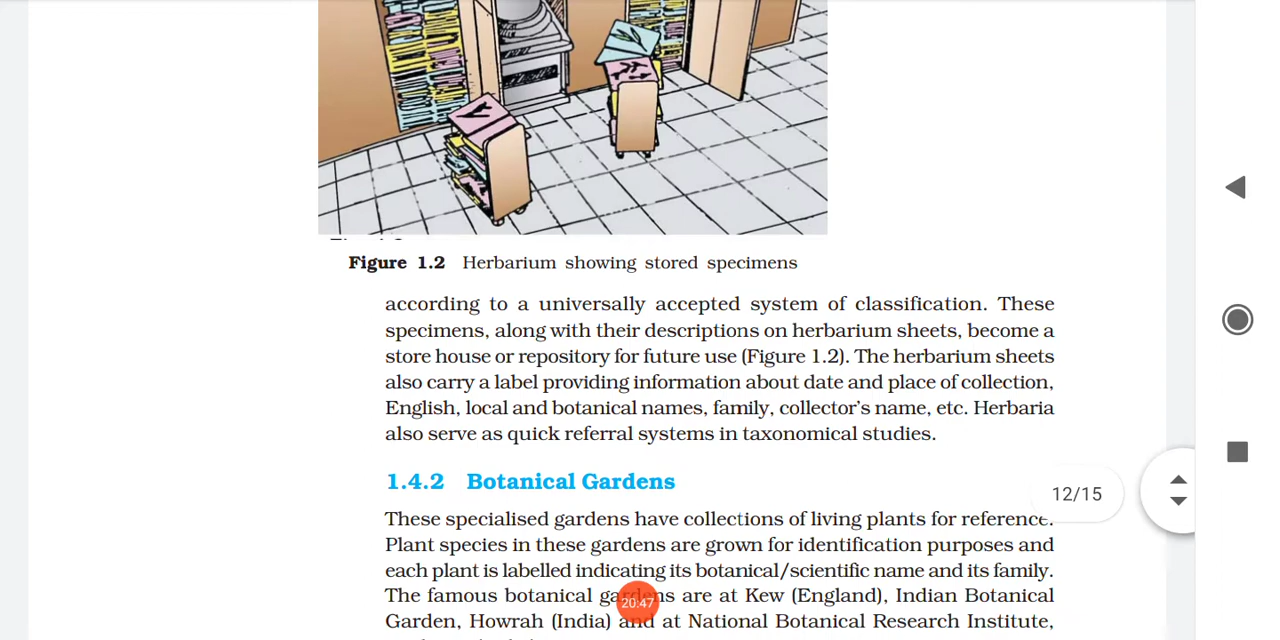 Figure 1.2 Herbarium showing stored specimens
according to a universally accepted system of classification. These
specimens, along with their descriptions on herbarium sheets, become a
store house or repository for future use (Figure 1.2). The herbarium sheets
also carry a label providing information about date and place of collection,
English, local and botanical names, family, collector's name, etc. Herbaria
also serve as quick referral systems in taxonomical studies.
1.4.2 Botanical Gardens
12/15
These specialised gardens have collections of living plants for reference.
Plant species in these gardens are grown for identification purposes and
each plant is labelled indicating its botanical/scientific name and its family.
The famous botanical gardens are at Kew (England), Indian Botanical
20:47
Garden, Howrah (India) and at National Botanical Research Institute,